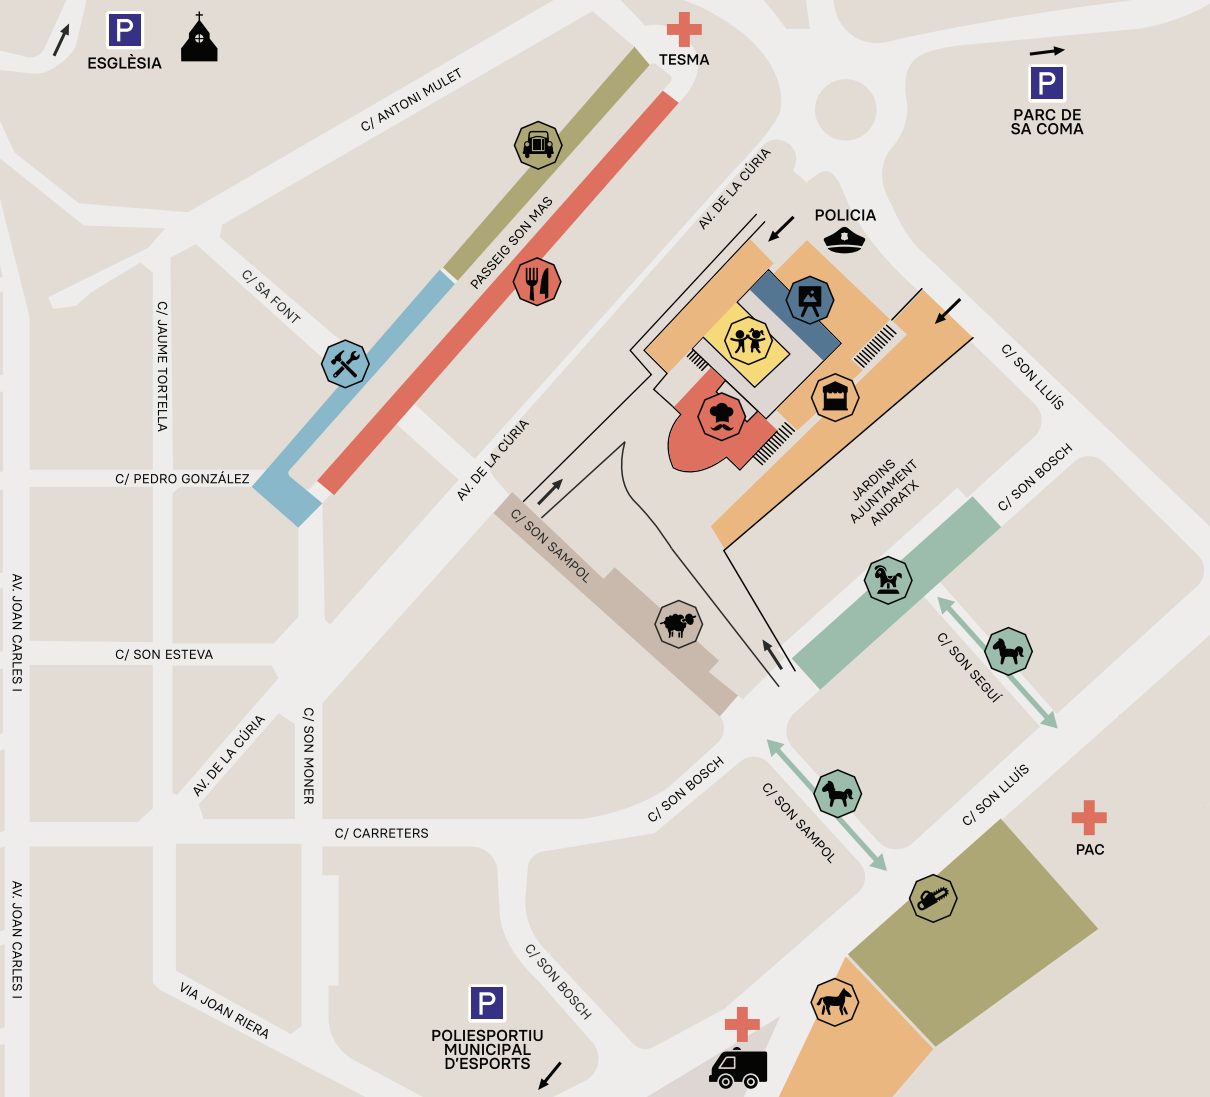 P
ESGLÈSIA
TESMA
P
PARC DE
SA COMA
C/ ANTONI MULET
AV. DE LA CÚRIA
POLICIA
PASSEIG SON MAS
C/ SA FONT
C/ JAUME TORTELLA
C/ SON LLUÍS
C/ PEDRO GONZÁLEZ
AV. DE LA CÚRIA
C/ SON BOSCH
JARDINS
AJUNTAMENT
ANDRATX
C/ SON SAMPOL
AV. JOAN CARLES I
C/ SON ESTEVA
C/ SON SEGUÍ
AV. DE LA CÚRIA
C/ SON MONER
C/ SON BOSCH
C/ SON SAMPOL
C/ SON LLUÍS
C/ CARRETERS
PAC
AV. JOAN CARLES I
C/ SON BOSCH
VIA JOAN RIERA
P
POLIESPORTIU
MUNICIPAL
D'ESPORTS